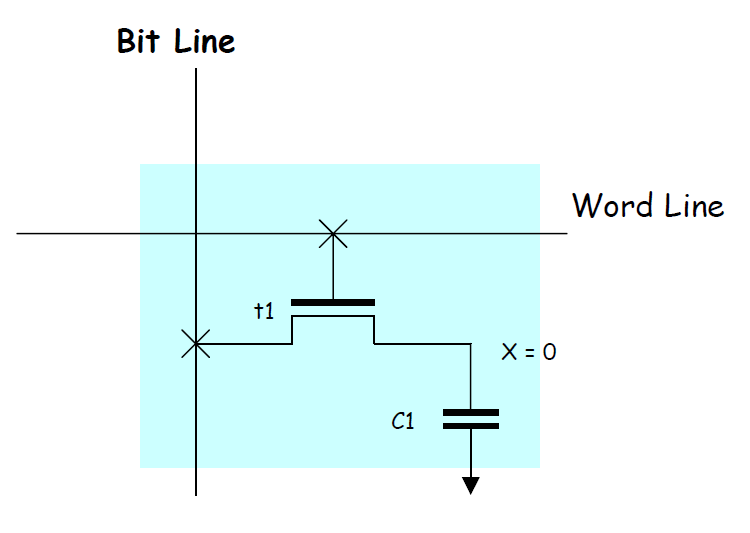 Bit Line
Word Line
t1
X = 0
C1